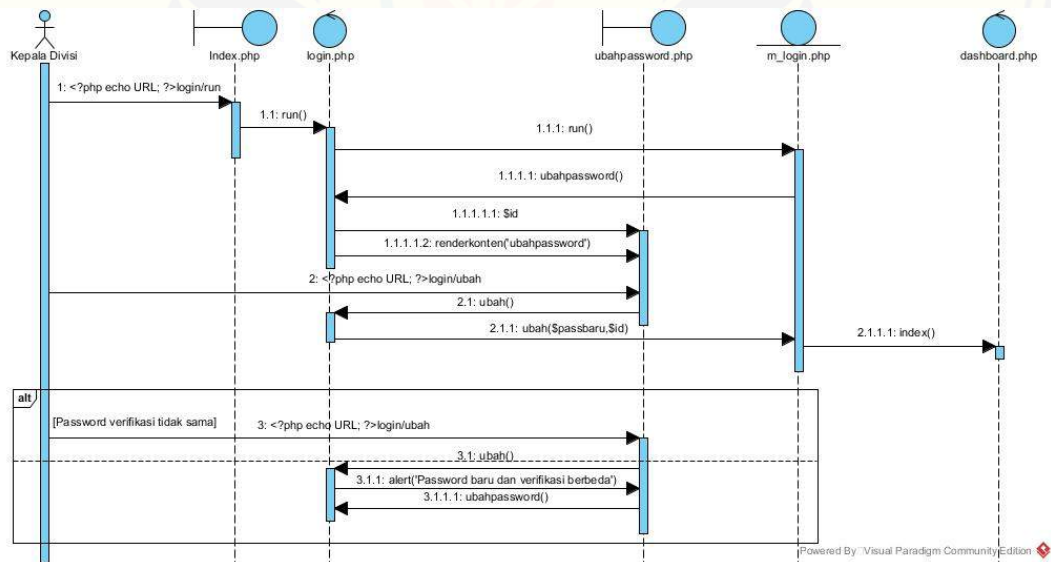 Kepala Divisi
Index.php
login.php
ubahpassword.php
m_login.php
dashboard.php
1: <?php echo URL; ?>login/run
1.1: run()
1.1.1: run()
1.1.1.1: ubahpassword()
1.1.1.1.1: $id
1.1.1.1.2: renderkonten('ubahpassword')
2: <?php echo URL; ?>login/ubah
2.1: ubah()
2.1.1: ubah($passbaru,$id)
2.1.1.1: index()
alt
[Password verifikasi tidak sama]
3: <?php echo URL; ?>login/ubah
3.1: ubah()
3.1.1: alert('Password baru dan verifikasi berbeda')
3.1.1.1: ubahpassword()
Powered By Visual Paradigm Community Edition